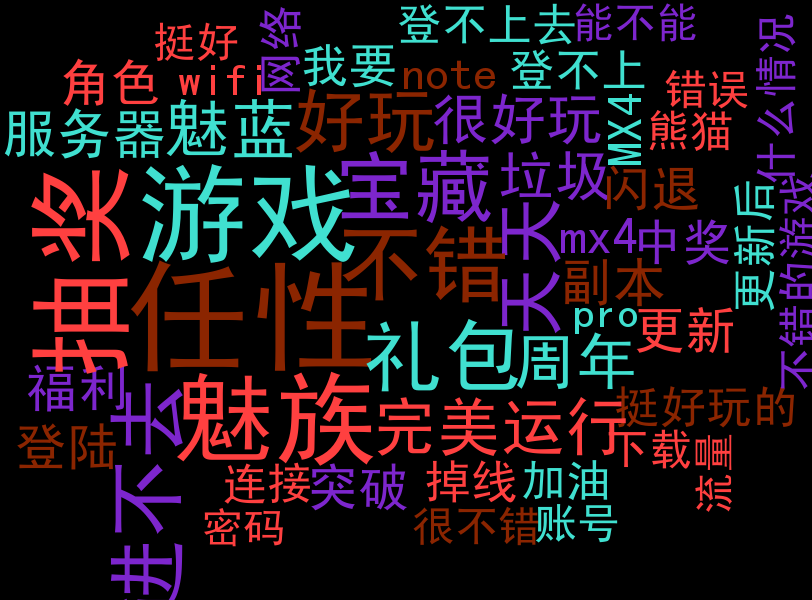 登不上去
能不能
挺好
网络
我要
note
登不上
什么情况
角色
wifi
错误
服务器
魅蓝
好玩
很好玩
MX4
熊猫
抽奖
游戏
宝藏
垃圾
闪退
更新后
不错的游戏
任性
不错
天天
mx4
中奖
副本
礼包
周年
pro
更新
福利
进不去
魅族
完美运行
挺好玩的
登陆
下载
流量
连接
突破
掉线
加油
密码
很不错
账号